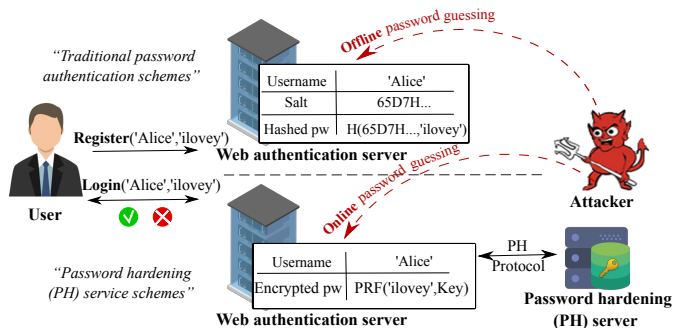 Offline password guessing
"Traditional password
authentication schemes"
Username 'Alice'
Salt 65D7H...
Hashed pw H(65D7H...,'ilovey')
Register('Alice','ilovey')
Web authentication server
Login('Alice','ilovey')
User
Online password guessing
Attacker
"Password hardening
(PH) service schemes"
Username 'Alice'
Encrypted pw PRF('ilovey',Key)
PH
Protocol
Web authentication server
Password hardening
(PH) server